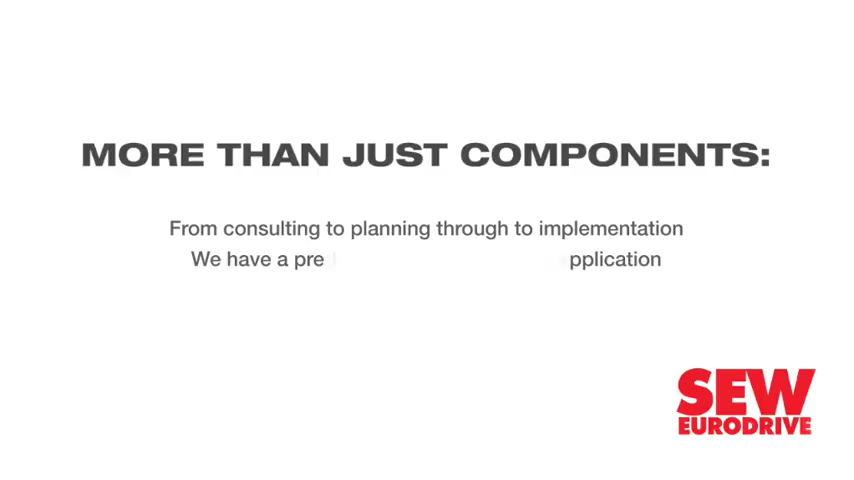 MORE THAN JUST COMPONENTS:
From consulting to planning through to implementation
We have a pre pplication
SEW
EURODRIVE